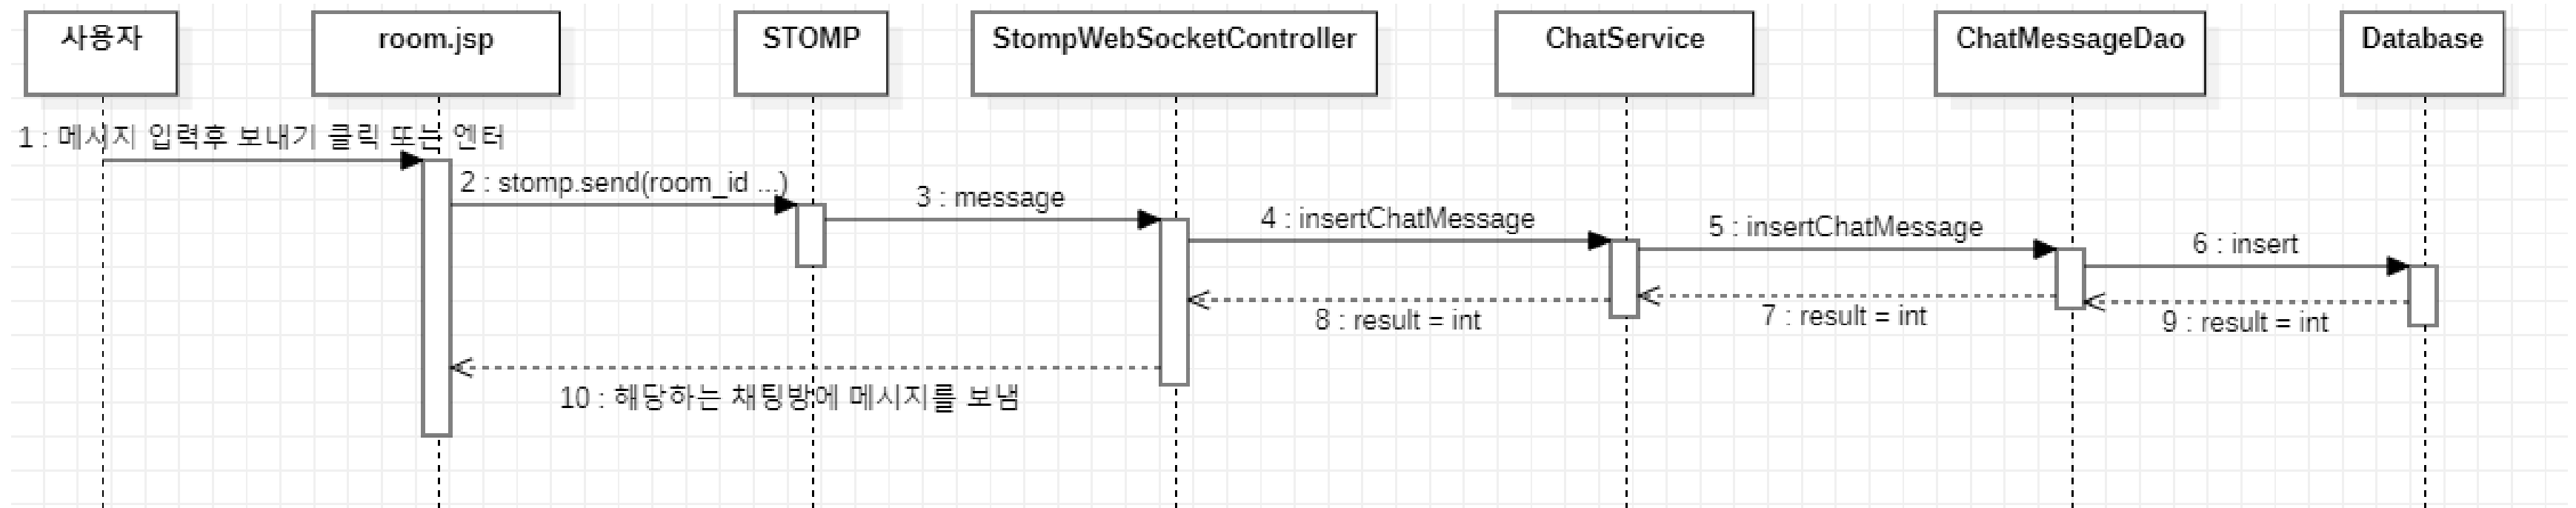 사용자
room.jsp
STOMP
StompWebSocketController
ChatService
ChatMessageDao
Database
1 : 메시지 입력후 보내기 클릭 또는 엔터
2 : stomp.send(room_id ...)
3 : message
4 : insertChatMessage
5 : insertChatMessage
6 : insert
8 : result = int
7 : result = int
9 : result = int
10 : 해당하는 채팅방에 메시지를 보냄